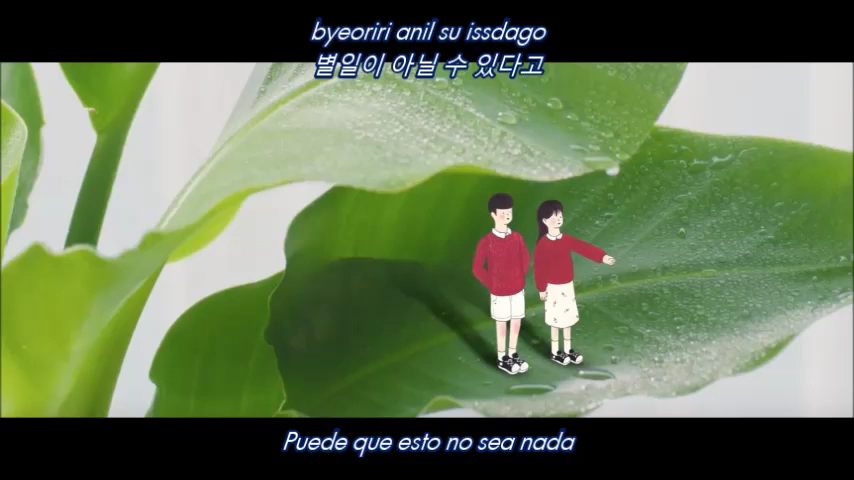 byeoriri anil su issdago
별일이 아닐 수 있다고
Puede que esto no sea nada